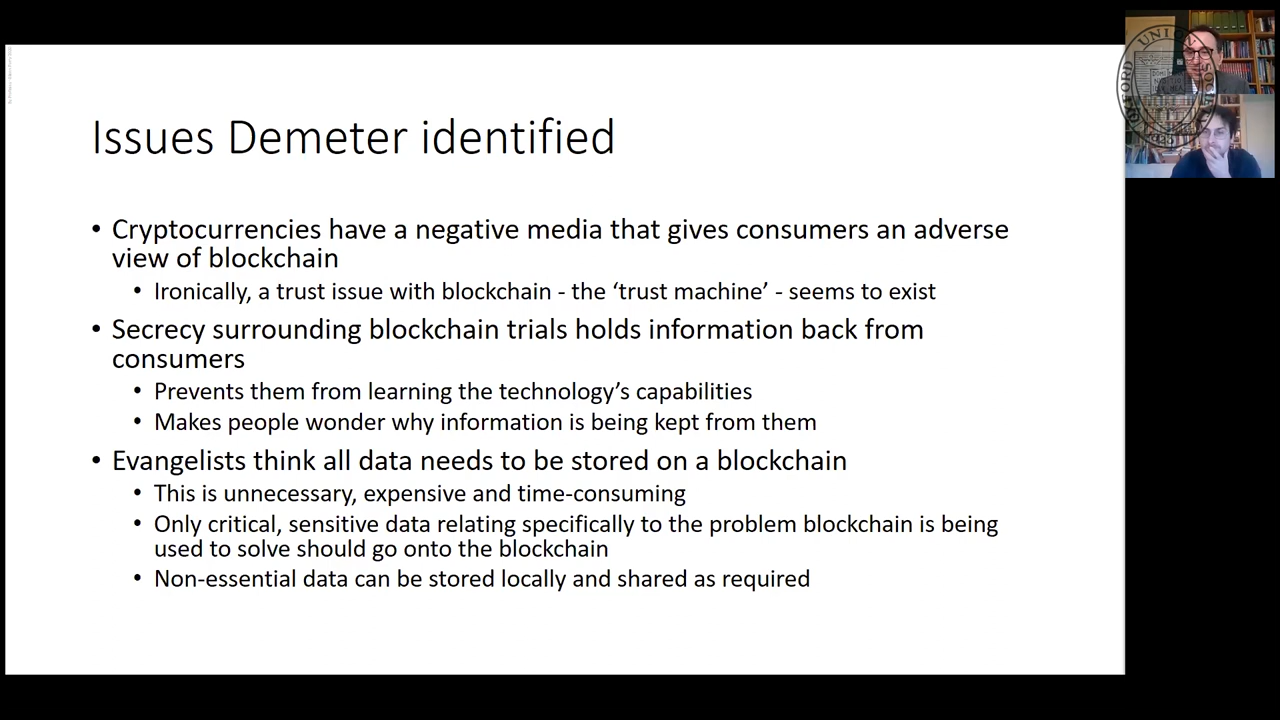 Issues Demeter identified
• Cryptocurrencies have a negative media that gives consumers an adverse
view of blockchain
• Ironically, a trust issue with blockchain - the ‘trust machine’ - seems to exist
• Secrecy surrounding blockchain trials holds information back from
consumers
• Prevents them from learning the technology’s capabilities
• Makes people wonder why information is being kept from them
• Evangelists think all data needs to be stored on a blockchain
• This is unnecessary, expensive and time-consuming
• Only critical, sensitive data relating specifically to the problem blockchain is being
used to solve should go onto the blockchain
• Non-essential data can be stored locally and shared as required